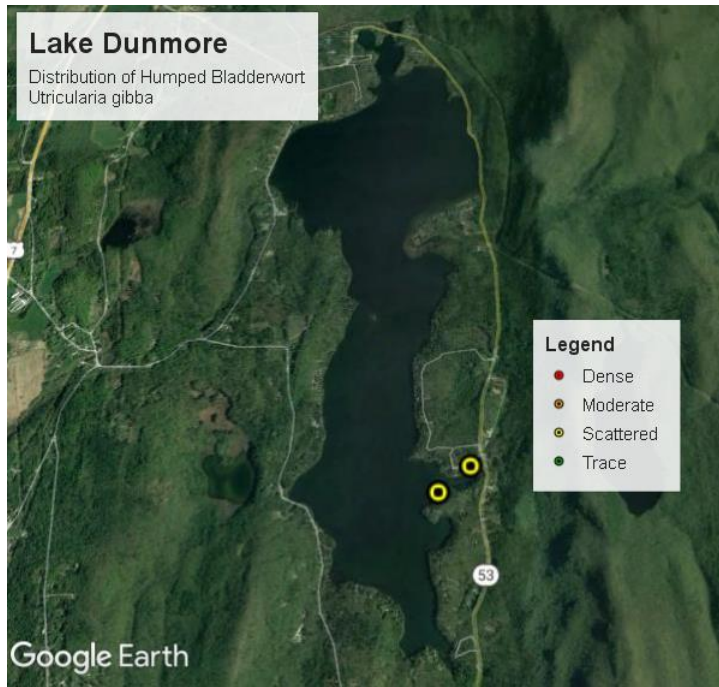 Lake Dunmore
Distribution of Humped Bladderwort
Utricularia gibba
7
Legend
Dense
Moderate
Scattered
Trace
53
Google Earth